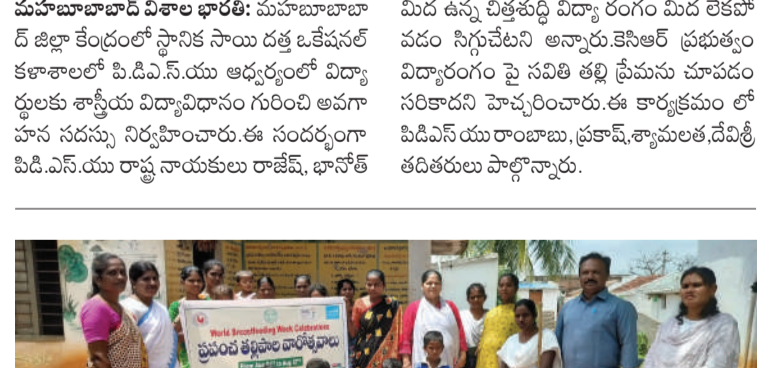 మహబూబాబాద్ విశాల భారతి: మహబూబాబా
ద్ జిల్లా కేంద్రంలో స్థానిక సాయి దత్త ఒకేషనల్
కళాశాలలో పి.డిఎ.స్.యు ఆధ్వర్యంలో విద్యా
ర్థులకు శాస్త్రీయ విద్యావిధానం గురించి అవగా
హన సదస్సు నిర్వహించారు.ఈ సందర్భంగా
పిడి.ఎస్.యు రాష్ట్ర నాయకులు రాజేష్, భానోత్
మీద ఉన్న చిత్తశుద్ధి విద్యా రంగం మీద లేకపో
వడం సిగ్గుచేటని అన్నారు.కెసిఆర్ ప్రభుత్వం
విద్యారంగం పై సవితి తల్లి ప్రేమను చూపడం
సరికాదని హెచ్చరించారు.ఈ కార్యక్రమం లో
పిడిఎస్ యు రాంబాబు, ప్రకాష్,శ్యామలత,దేవిశ్రీ
తదితరులు పాల్గొన్నారు.
World Breastfeeding Week Celebrations
ప్రపంచ తల్లిపాల వారోత్సవాలు